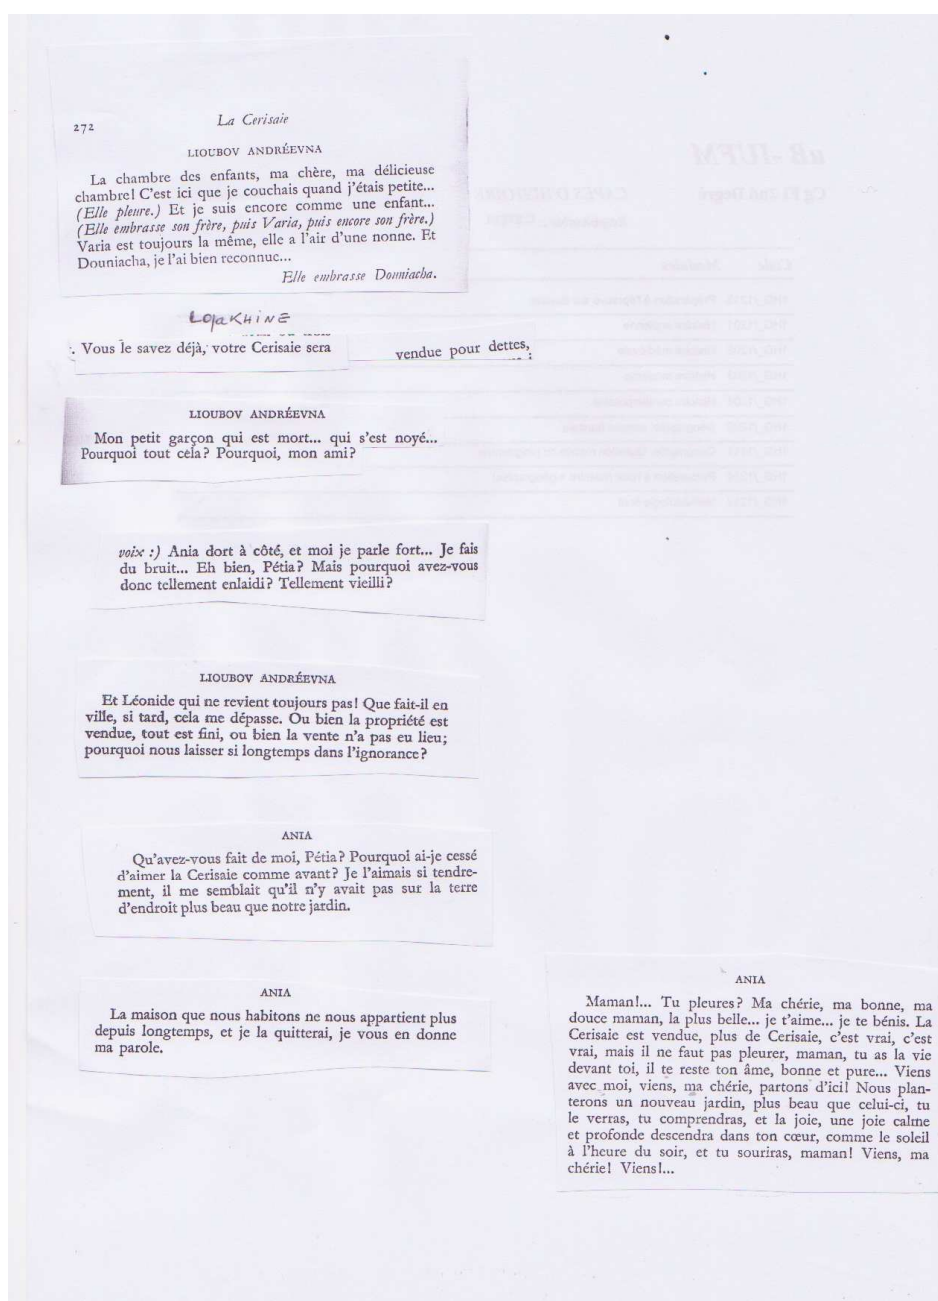 272
La Cerisaie
LIOUBOV ANDRÉEVNA
La chambre des enfants, ma chère, ma délicieuse
chambre! C'est ici que je couchais quand j'étais petite...
(Elle pleure.) Et je suis encore comme une enfant...
(Elle embrasse son frère, puis Varia, puis encore son frère.)
Varia est toujours la même, elle a l'air d'une nonne. Et
Douniacha, je l'ai bien reconnue...
Elle embrasse Douniacha.
LOpAKHiNE
Vous le savez déjà, votre Cerisaie sera
vendue pour dettes,
LIOUBOV ANDRÉEVNA
Mon petit garçon qui est mort... qui s'est noyé...
Pourquoi tout cela? Pourquoi, mon ami?
voix :) Ania dort à côté, et moi je parle fort... Je fais
du bruit... Eh bien, Pétia? Mais pourquoi avez-vous
donc tellement enlaidi? Tellement vieilli?
LIOUBOV ANDRÉEVNA
Et Léonide qui ne revient toujours pas! Que fait-il en
ville, si tard, cela me dépasse. Ou bien la propriété est
vendue, tout est fini, ou bien la vente n'a pas eu lieu;
pourquoi nous laisser si longtemps dans l'ignorance?
ANIA
Qu'avez-vous fait de moi, Pétia? Pourquoi ai-je cessé
d'aimer la Cerisaie comme avant? Je l'aimais si tendre-
ment, il me semblait qu'il n'y avait pas sur la terre
d'endroit plus beau que notre jardin.
ANIA
La maison que nous habitons ne nous appartient plus
depuis longtemps, et je la quitterai, je vous en donne
ma parole.
ANIA
Maman!... Tu pleures? Ma chérie, ma bonne, ma
douce maman, la plus belle... je t'aime... je te bénis. La
Cerisaie est vendue, plus de Cerisaie, c'est vrai, c'est
vrai, mais il ne faut pas pleurer, maman, tu as la vie
devant toi, il te reste ton âme, bonne et pure... Viens
avec moi, viens, ma chérie, partons d'ici! Nous plan-
terons un nouveau jardin, plus beau que celui-ci, tu
le verras, tu comprendras, et la joie, une joie calme
et profonde descendra dans ton cœur, comme le soleil
à l'heure du soir, et tu souriras, maman! Viens, ma
chérie! Viens!...